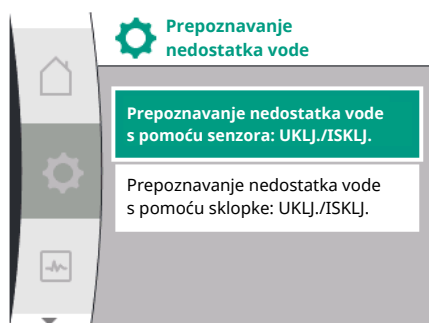 Prepoznavanje
nedostatka vode
Prepoznavanje nedostatka vode
s pomoću senzora: UKLJ./ISKLJ.
Prepoznavanje nedostatka vode
s pomoću sklopke: UKLJ./ISKLJ.